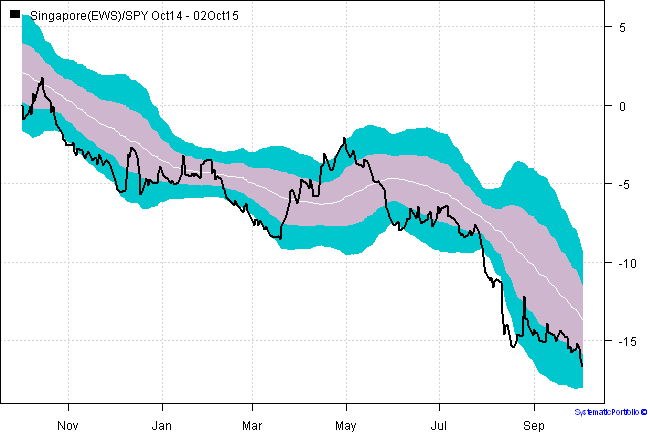 Singapore(EWS)/SPY Oct14 - 02Oct15
5
0
-5
-10
-15
Nov Jan Mar May Jul Sep
SystematicPortfolio ©